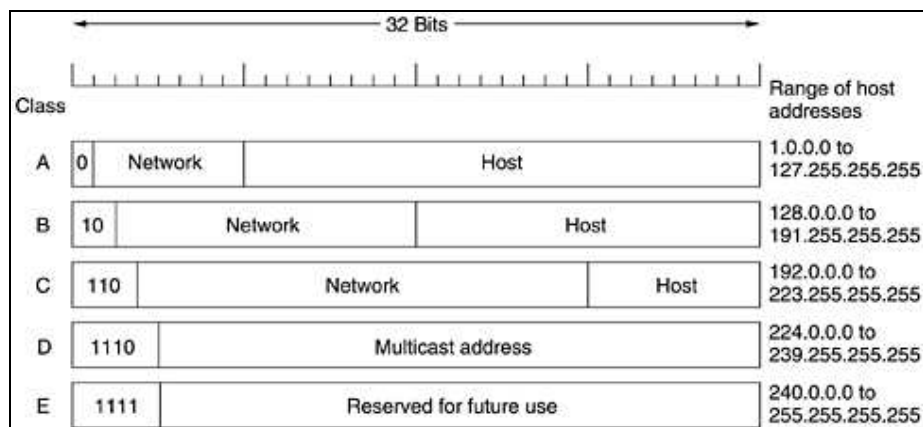 32 Bits
Class
Range of host
addresses
A
0
Network
Host
1.0.0.0 to
127.255.255.255
B
10
Network
Host
128.0.0.0 to
191.255.255.255
C
110
Network
Host
192.0.0.0 to
223.255.255.255
D
1110
Multicast address
224.0.0.0 to
239.255.255.255
E
1111
Reserved for future use
240.0.0.0 to
255.255.255.255